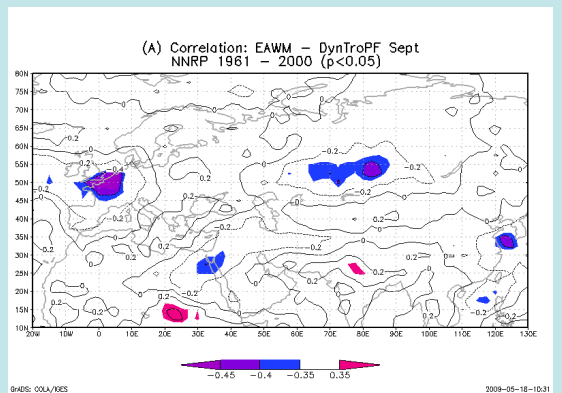 (A) Correlation: EAWM - DynTroPF Sept
NNRP 1961 - 2000 (p<0.05)
80N
75N
70N
65N
60N
55N
50N
45N
40N
35N
30N
25N
20N
15N
10N
20W 10W 0 10E 20E 30E 40E 50E 60E 70E 80E 90E 100E 110E 120E 130E
-0.45 -0.4 -0.35 0.35
GrADS: COLA/IGES
2009-05-18-10:31